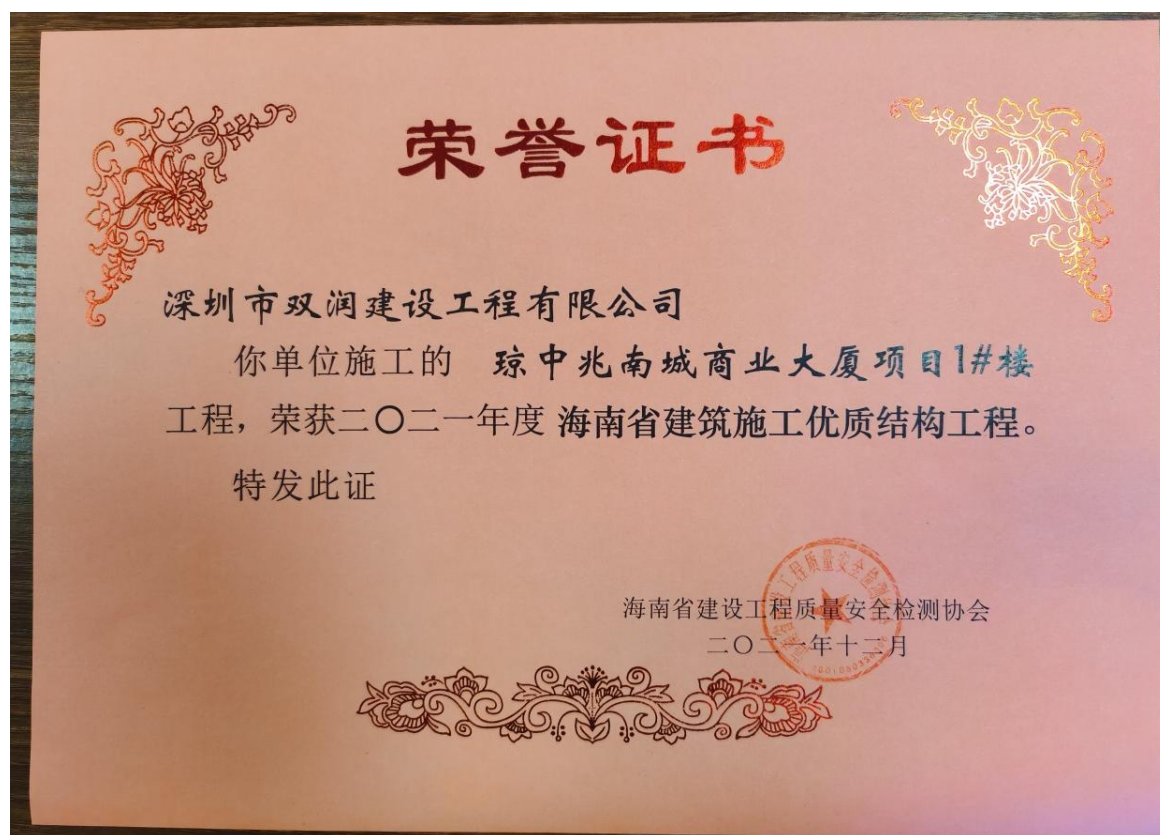 荣誉证书
深圳市双润建设工程有限公司
你单位施工的 琼中兆南城商业大厦项目1#楼
工程，荣获二〇二一年度 海南省建筑施工优质结构工程。
特发此证
海南省建设工程质量安全检测协会
二〇二一年十二月